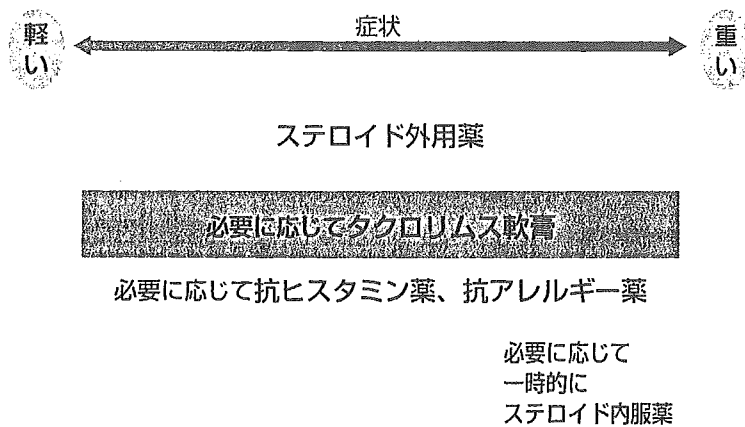 症状
軽い
重い
ステロイド外用薬
必要に応じてタクロリムス軟膏
必要に応じて抗ヒスタミン薬、抗アレルギー薬
必要に応じて
一時的に
ステロイド内服薬